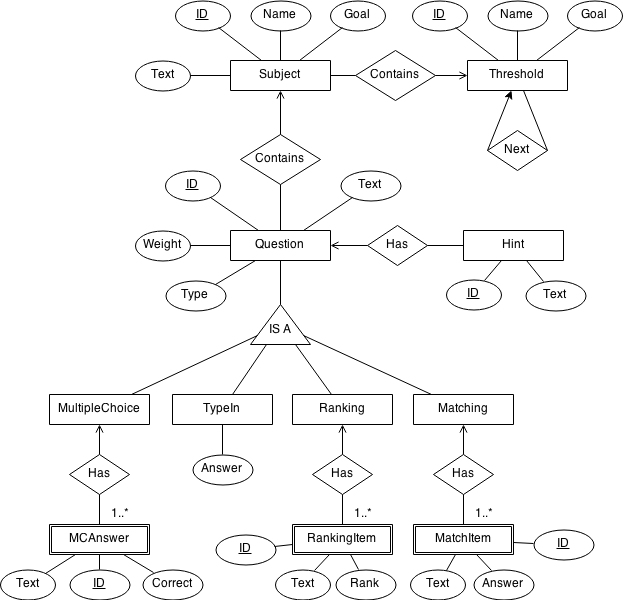 ID
Name
Goal
ID
Name
Goal
Text
Subject
Contains
Threshold
Next
Contains
ID
Text
Weight
Question
Has
Hint
Type
ID
Text
IS A
MultipleChoice
TypeIn
Ranking
Matching
Has
Answer
Has
Has
1..*
1..*
1..*
MCAnswer
RankingItem
MatchItem
ID
ID
Text
ID
Correct
Text
Rank
Text
Answer